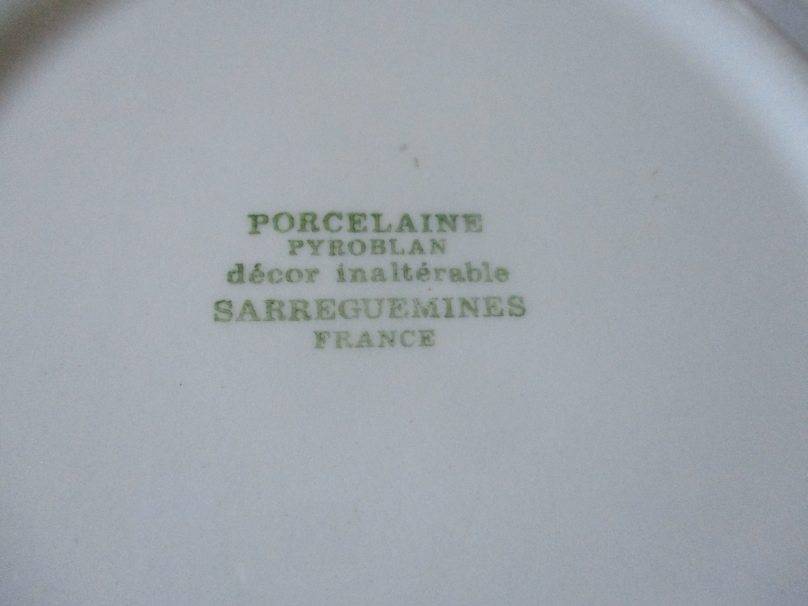 PORCELAINE
PYROBLAN
décor inaltérable
SARREGUEMINES
FRANCE